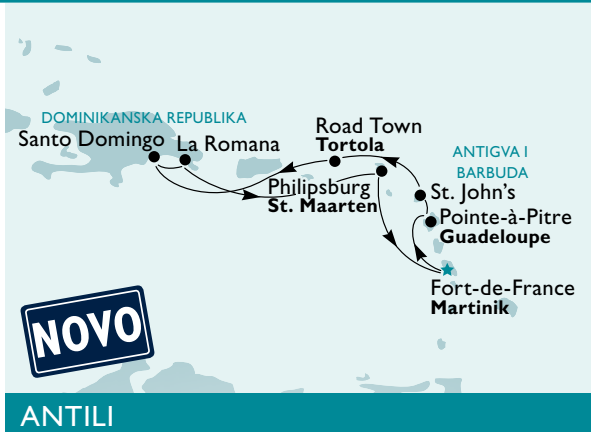 DOMINIKANSKA REPUBLIKA
Santo Domingo
La Romana
Road Town
Tortola
ANTIGVA I
BARBUDA
Philipsburg
St. Maarten
St. John's
Pointe-à-Pitre
Guadeloupe
Fort-de-France
Martinik
NOVO
ANTILI